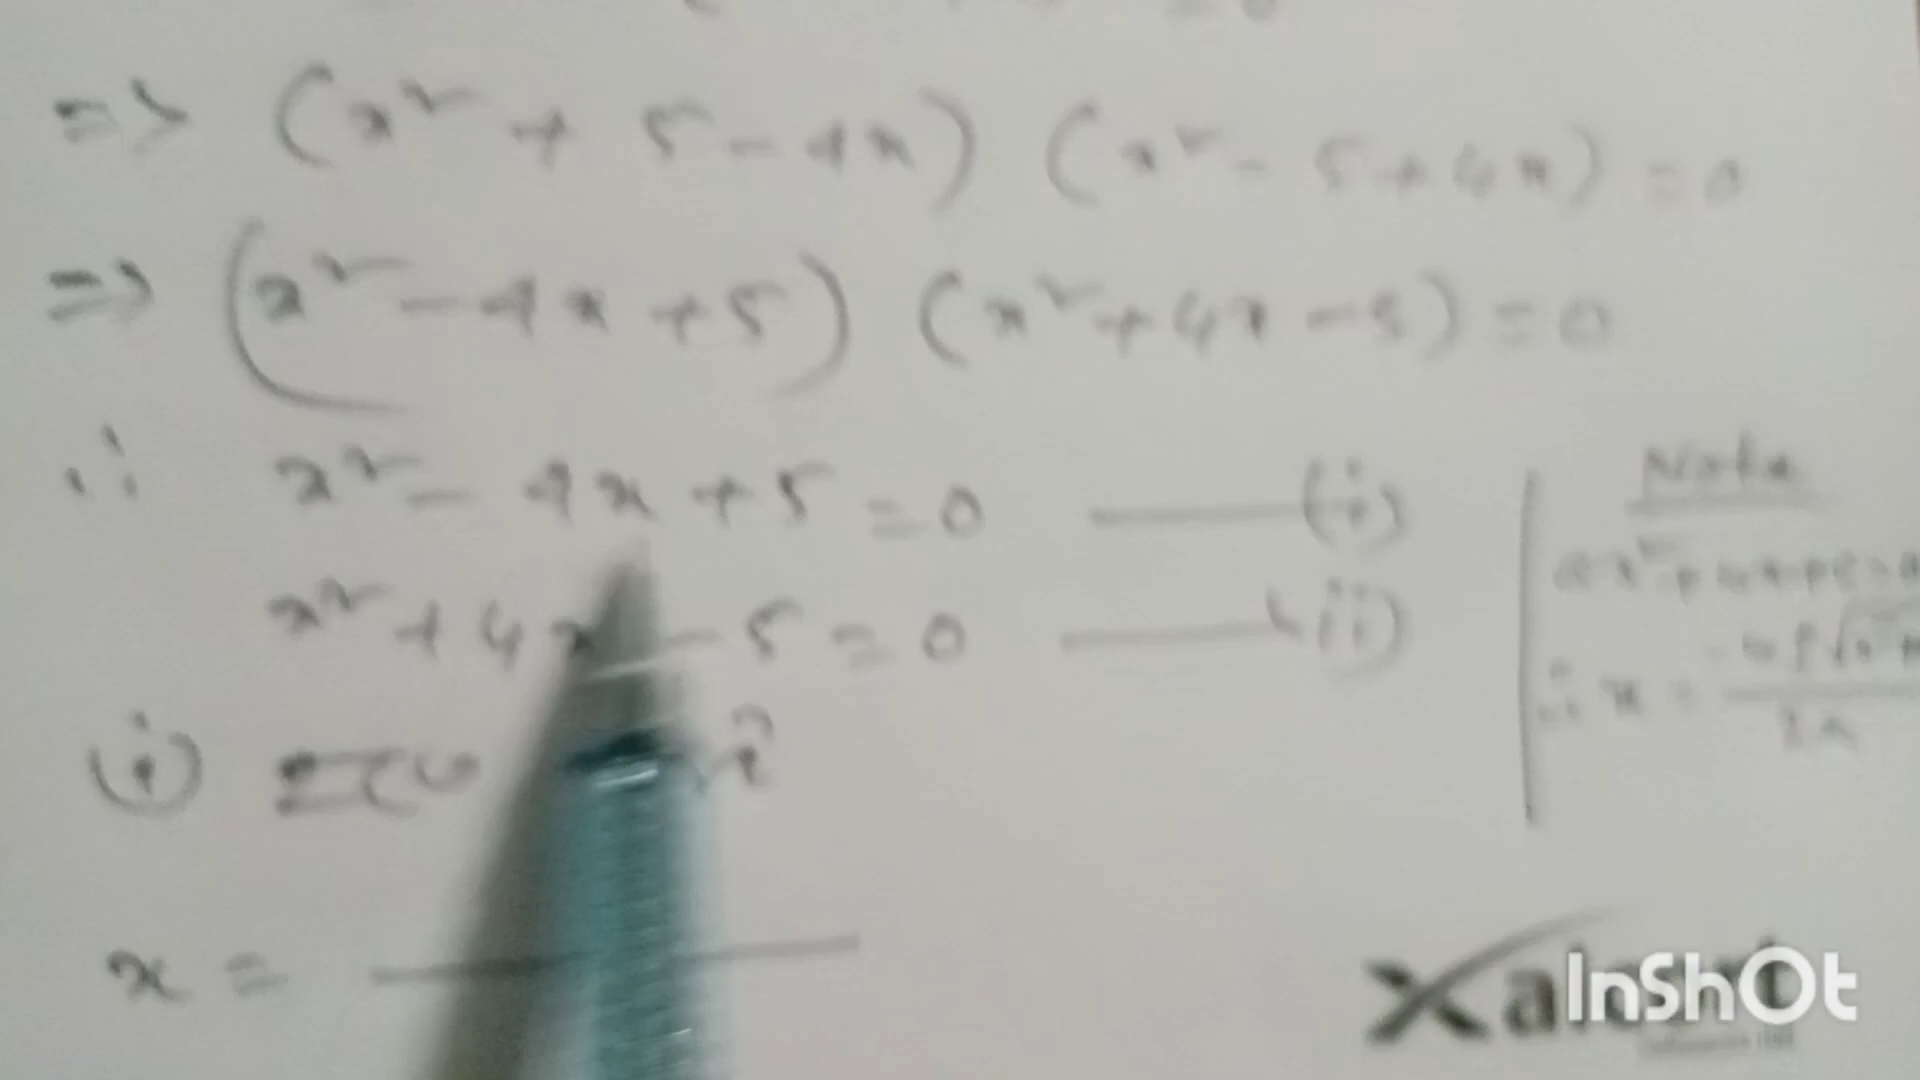 => (x² + 5 - 4x) (x² - 5 + 4x) = 0
=> (x² - 4x + 5) (x² + 4x - 5) = 0
∴ x² - 4x + 5 = 0 —— (i)
x² + 4x - 5 = 0 —— (ii)
(i)
x =
Note
∴ x =
InShOt